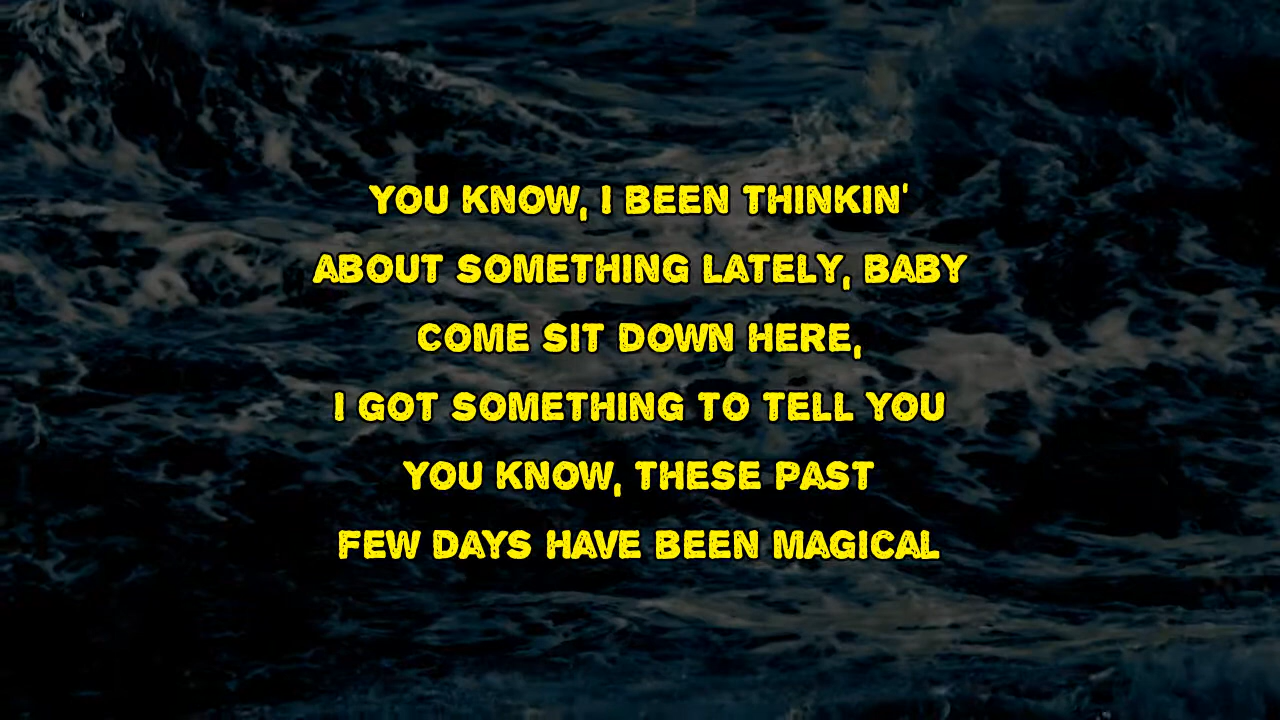 YOU KNOW, I BEEN THINKIN'
ABOUT SOMETHING LATELY, BABY
COME SIT DOWN HERE,
I GOT SOMETHING TO TELL YOU
YOU KNOW, THESE PAST
FEW DAYS HAVE BEEN MAGICAL